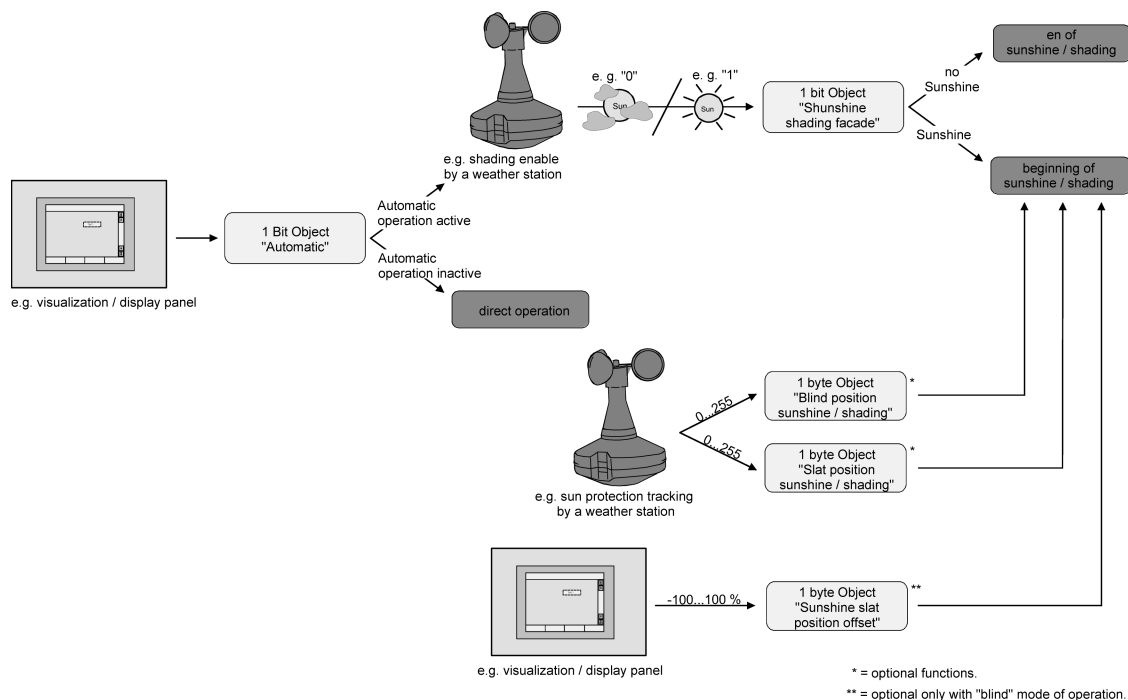 en of
sunshine / shading
no
Sunshine
e. g. "0"
e. g. "1"
Sun
Sun
1 bit Object
"Shunshine
shading facade"
Sunshine
e.g. shading enable
by a weather station
beginning of
sunshine / shading
Automatic
operation active
1 Bit Object
"Automatic"
Automatic
operation inactive
e.g. visualization / display panel
direct operation
0...255
1 byte Object
"Blind position
sunshine / shading"
*
0...255
1 byte Object
"Slat position
sunshine / shading"
*
e.g. sun protection tracking
by a weather station
-100...100 %
1 byte Object
"Sunshine slat
position offset"
**
e.g. visualization / display panel
* = optional functions.
** = optional only with "blind" mode of operation.